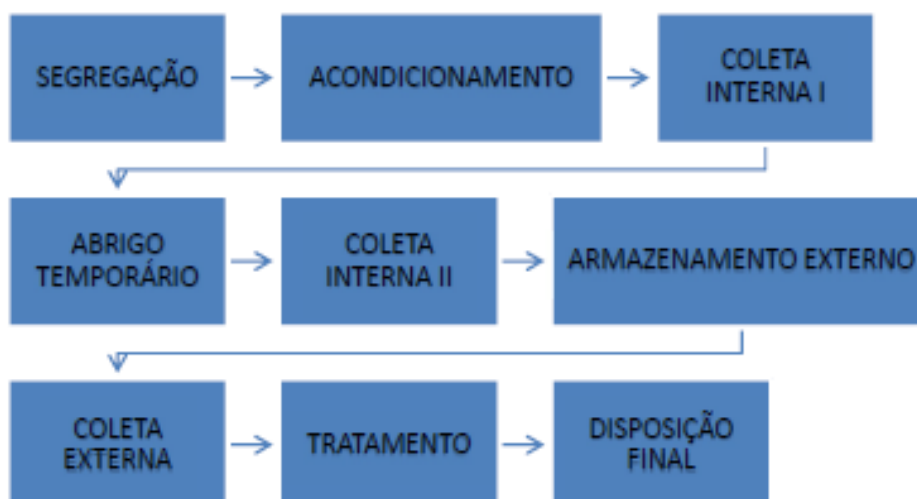 SEGREGAÇÃO
ACONDICIONAMENTO
COLETA
INTERNA I
ABRIGO
TEMPORÁRIO
COLETA
INTERNA II
ARMAZENAMENTO EXTERNO
COLETA
EXTERNA
TRATAMENTO
DISPOSIÇÃO
FINAL